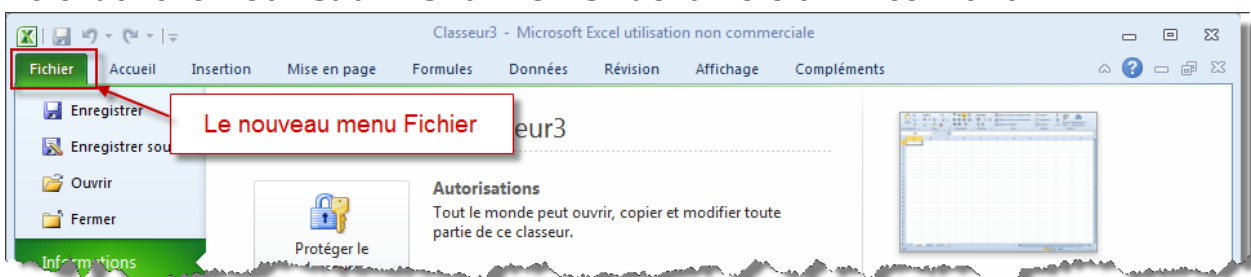 Classeur3 - Microsoft Excel utilisation non commerciale
Fichier Accueil Insertion Mise en page Formules Données Révision Affichage Compléments
Enregistrer
Le nouveau menu Fichier
eur3
Enregistrer sou
Ouvrir
Autorisations
Tout le monde peut ouvrir, copier et modifier toute
partie de ce classeur.
Fermer
Protéger le
Informations